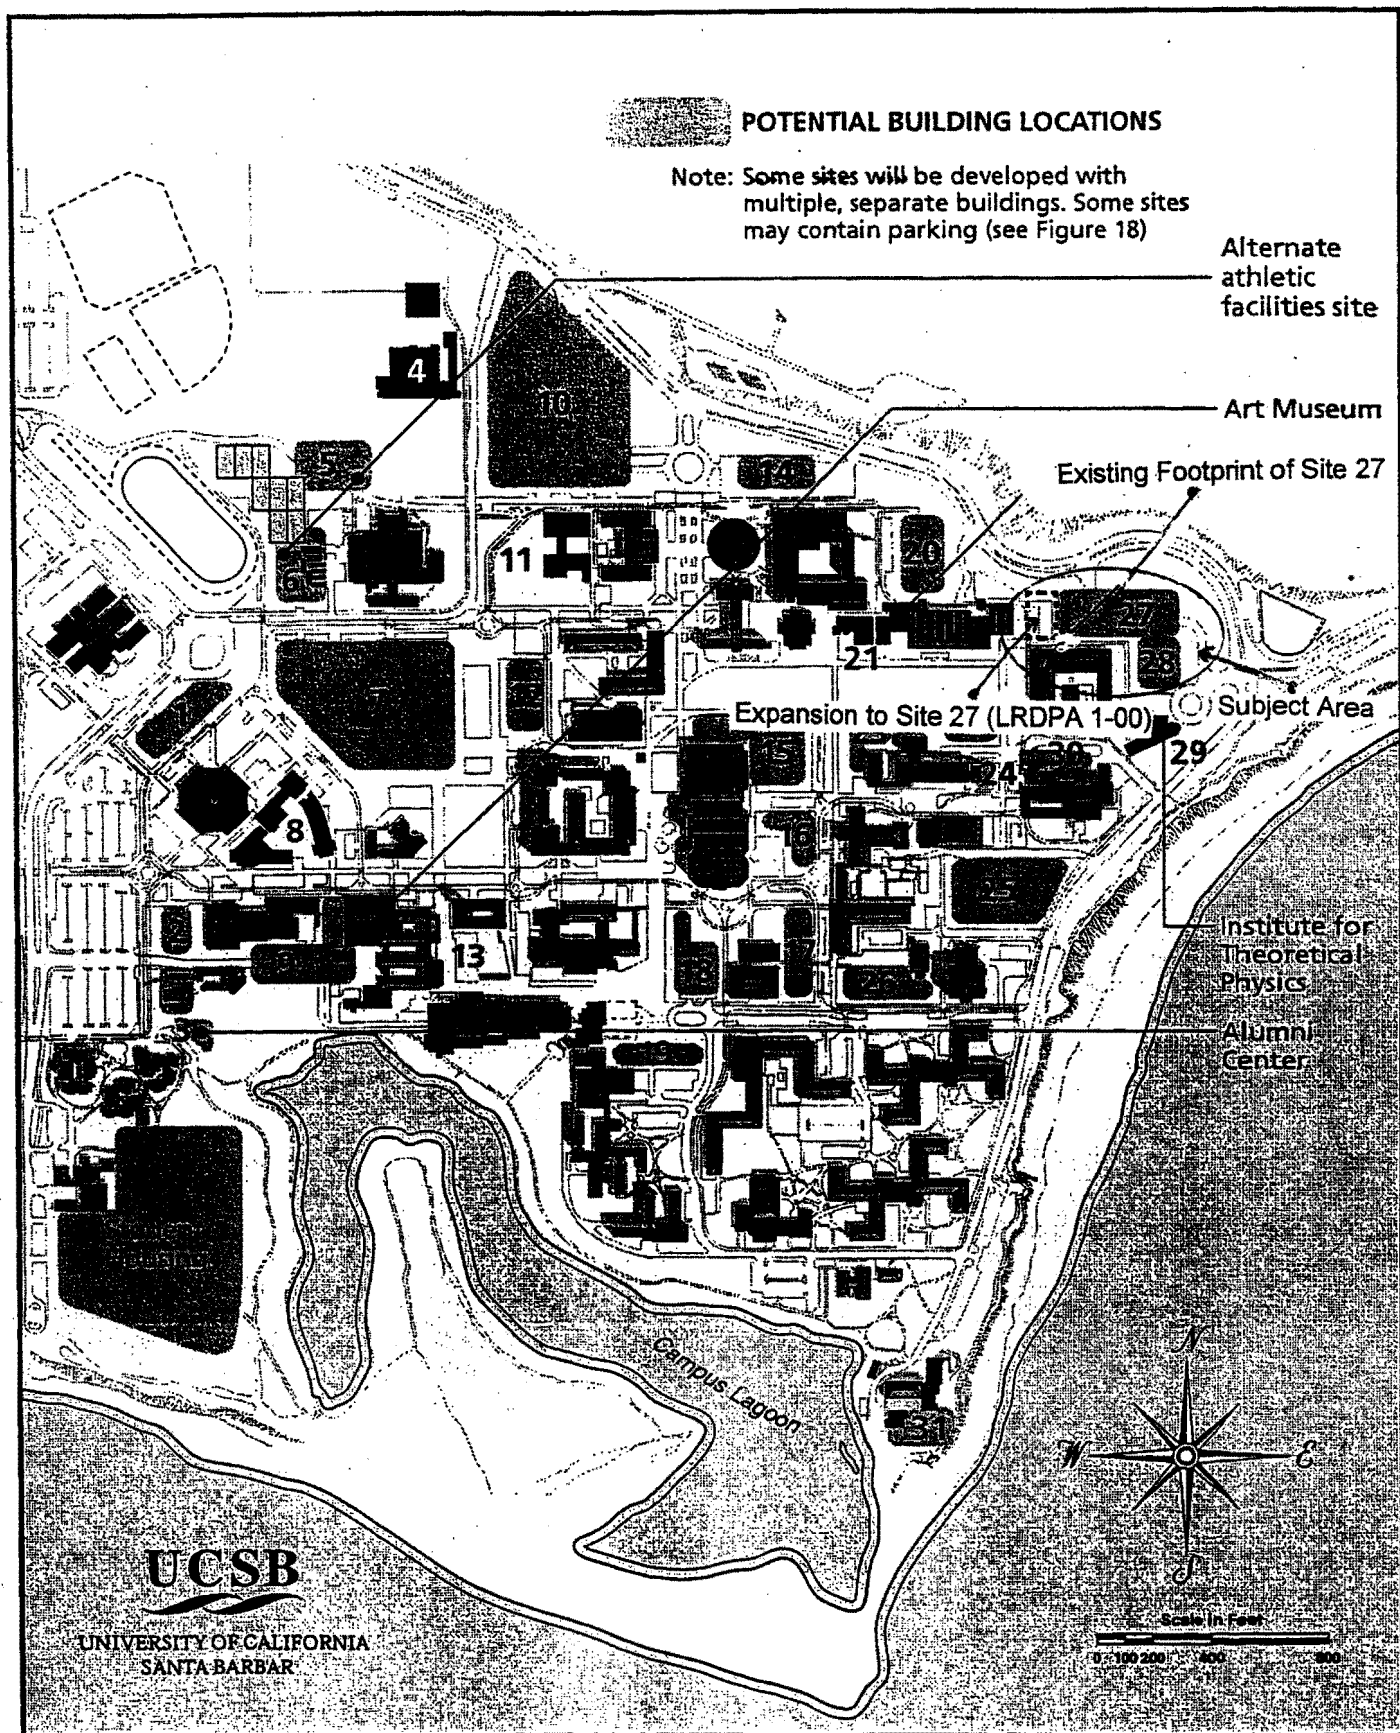 POTENTIAL BUILDING LOCATIONS
Note: Some sites will be developed with
multiple, separate buildings. Some sites
may contain parking (see Figure 18)
Alternate
athletic
facilities site
4
10
Art Museum
Existing Footprint of Site 27
5
14
6
11
20
27
21
28
Expansion to Site 27 (LRDPA 1-00)
Subject Area
7
15
24
30
29
8
16
25
Institute for
Theoretical
Physics
13
18
17
26
Alumni
Center
19
Campus Lagoon
31
N
W
E
S
UCSB
UNIVERSITY OF CALIFORNIA
SANTA BARBAR
Scale in Feet
0 100 200 400 800